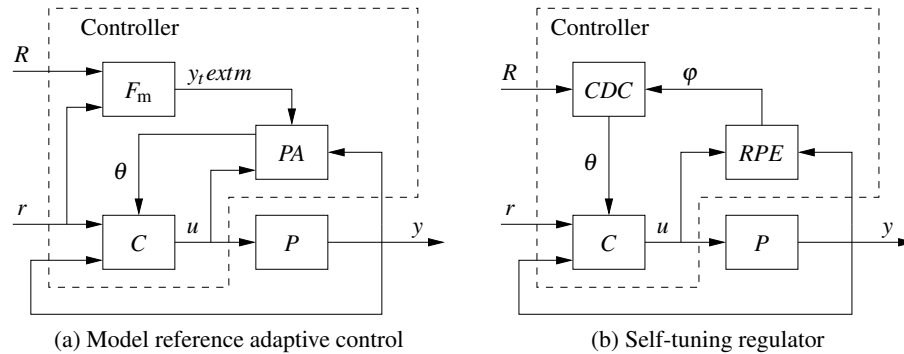 Controller
R
F_m
y_t extm
PA
θ
r
C
u
P
y
(a) Model reference adaptive control
Controller
R
CDC
φ
RPE
θ
r
C
u
P
y
(b) Self-tuning regulator